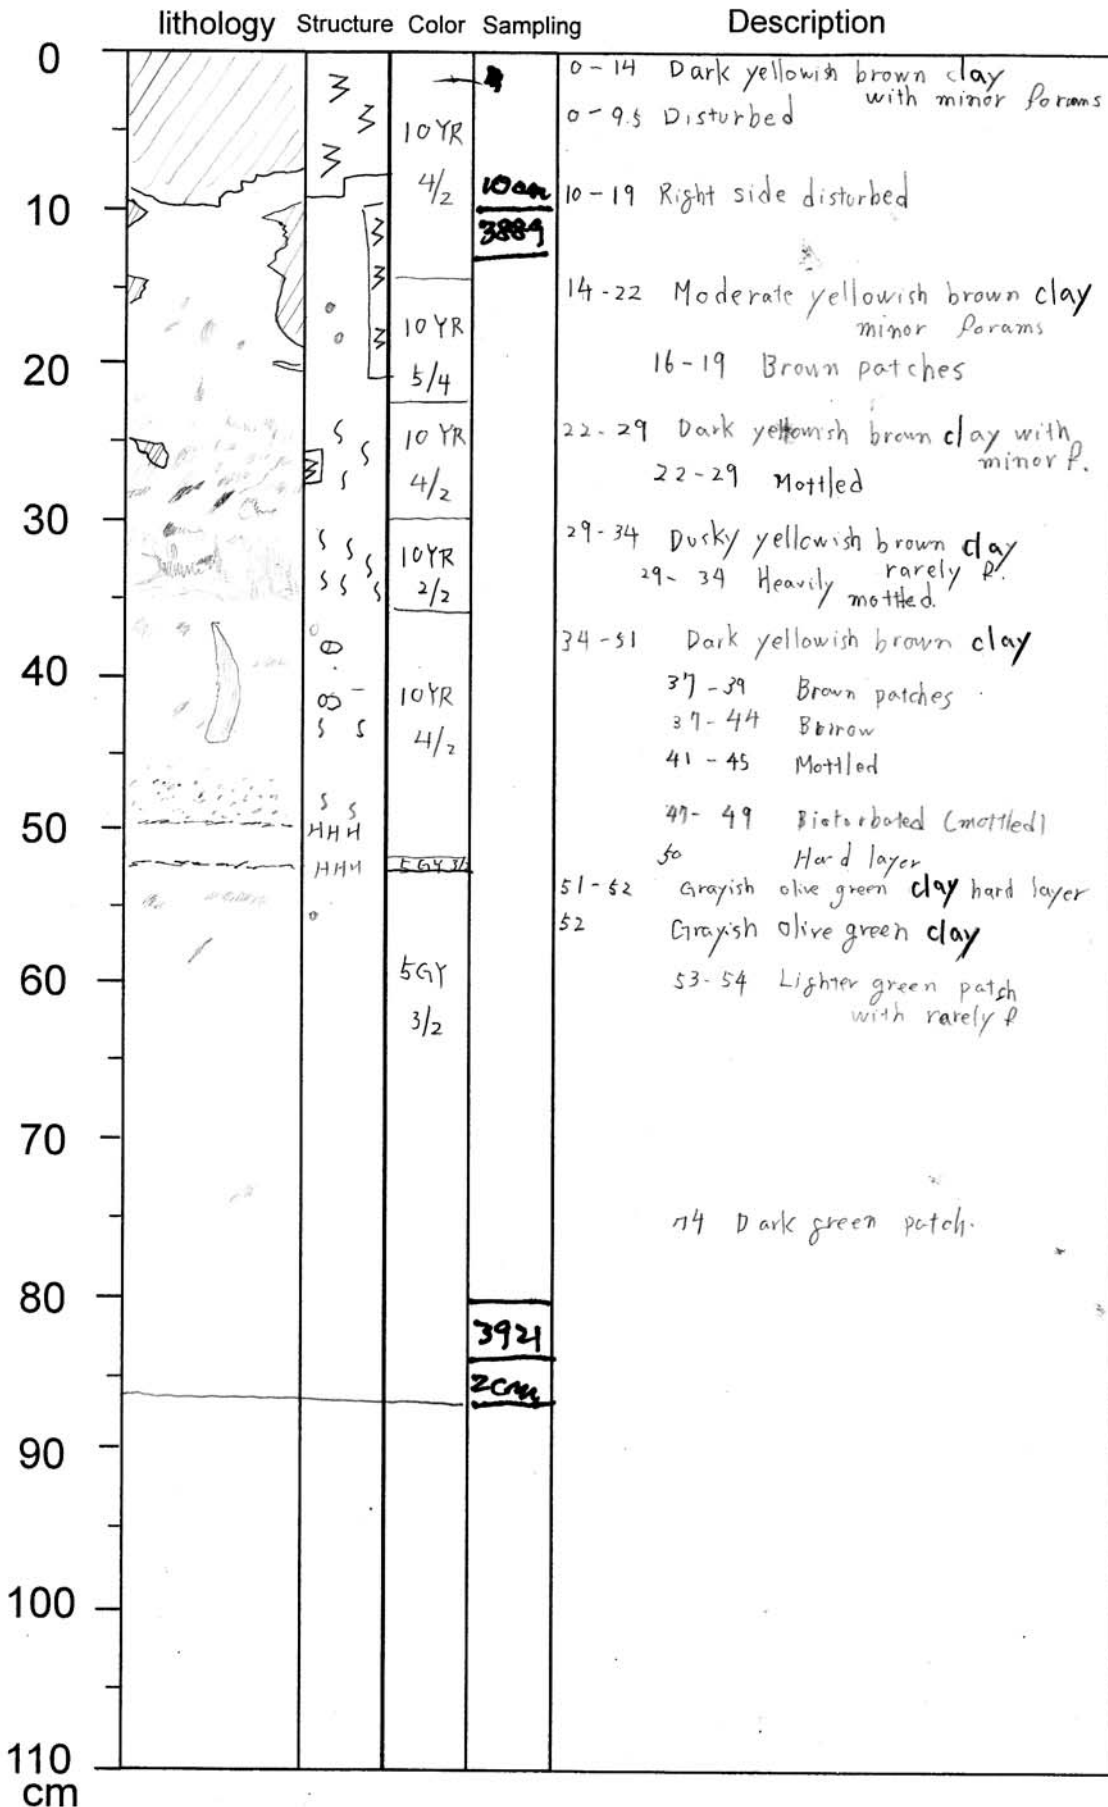 lithology Structure Color Sampling Description
0
10
20
30
40
50
60
70
80
90
100
110
cm
10YR
4/2
10YR
5/4
10 YR
4/2
10YR
2/2
10YR
4/2
HHH
HHH
5GY 3/2
5GY
3/2
10cm
3889
3921
2cm
0-14 Dark yellowish brown clay
with minor forams
0-9.5 Disturbed
10-19 Right side disturbed
14-22 Moderate yellowish brown clay
minor forams
16-19 Brown patches
22-29 Dark yellowish brown clay with
minor f.
22-29 Mottled
29-34 Dusky yellowish brown clay
rarely f.
29-34 Heavily
mottled.
34-51 Dark yellowish brown clay
37-39 Brown patches
37-44 Burrow
41-45 Mottled
47-49 Bioturbated (mottled)
50 Hard layer
51-52 Grayish olive green clay hard layer
52 Grayish olive green clay
53-54 Lighter green patch
with rarely f
74 Dark green patch.